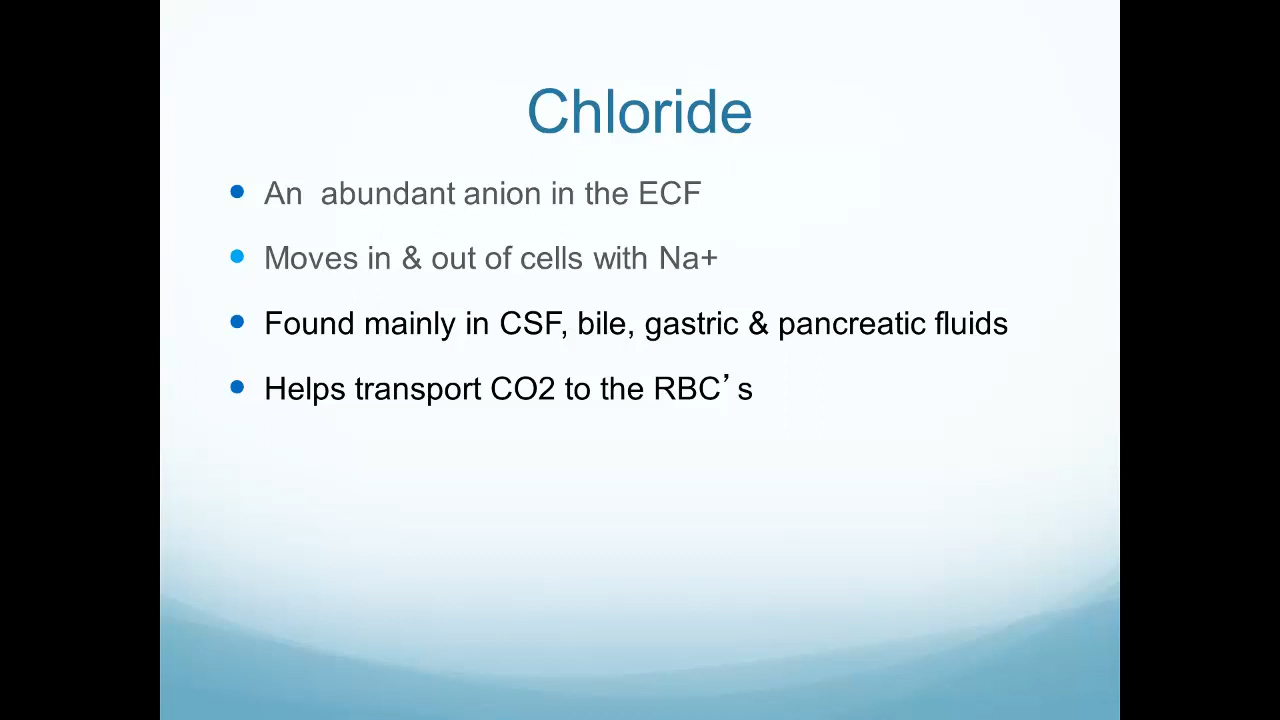 Chloride
• An  abundant anion in the ECF
• Moves in & out of cells with Na+
• Found mainly in CSF, bile, gastric & pancreatic fluids
• Helps transport CO2 to the RBC’s